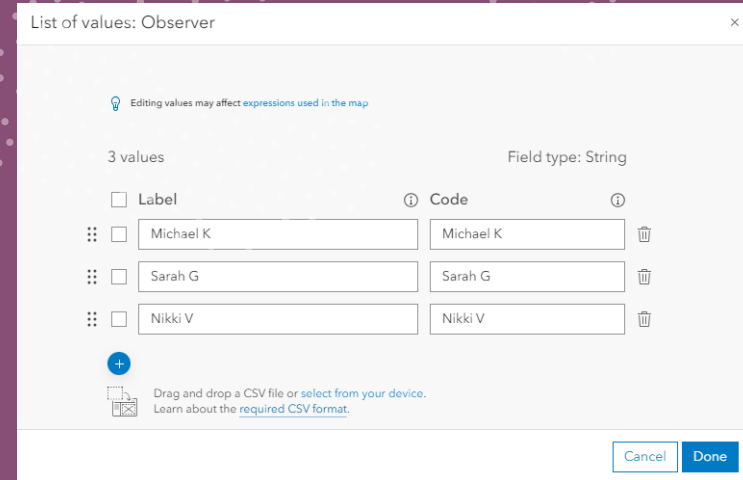 List of values: Observer
Editing values may affect expressions used in the map
3 values
Field type: String
Label
Code
Michael K
Michael K
Sarah G
Sarah G
Nikki V
Nikki V
Drag and drop a CSV file or select from your device.
Learn about the required CSV format.
Cancel
Done